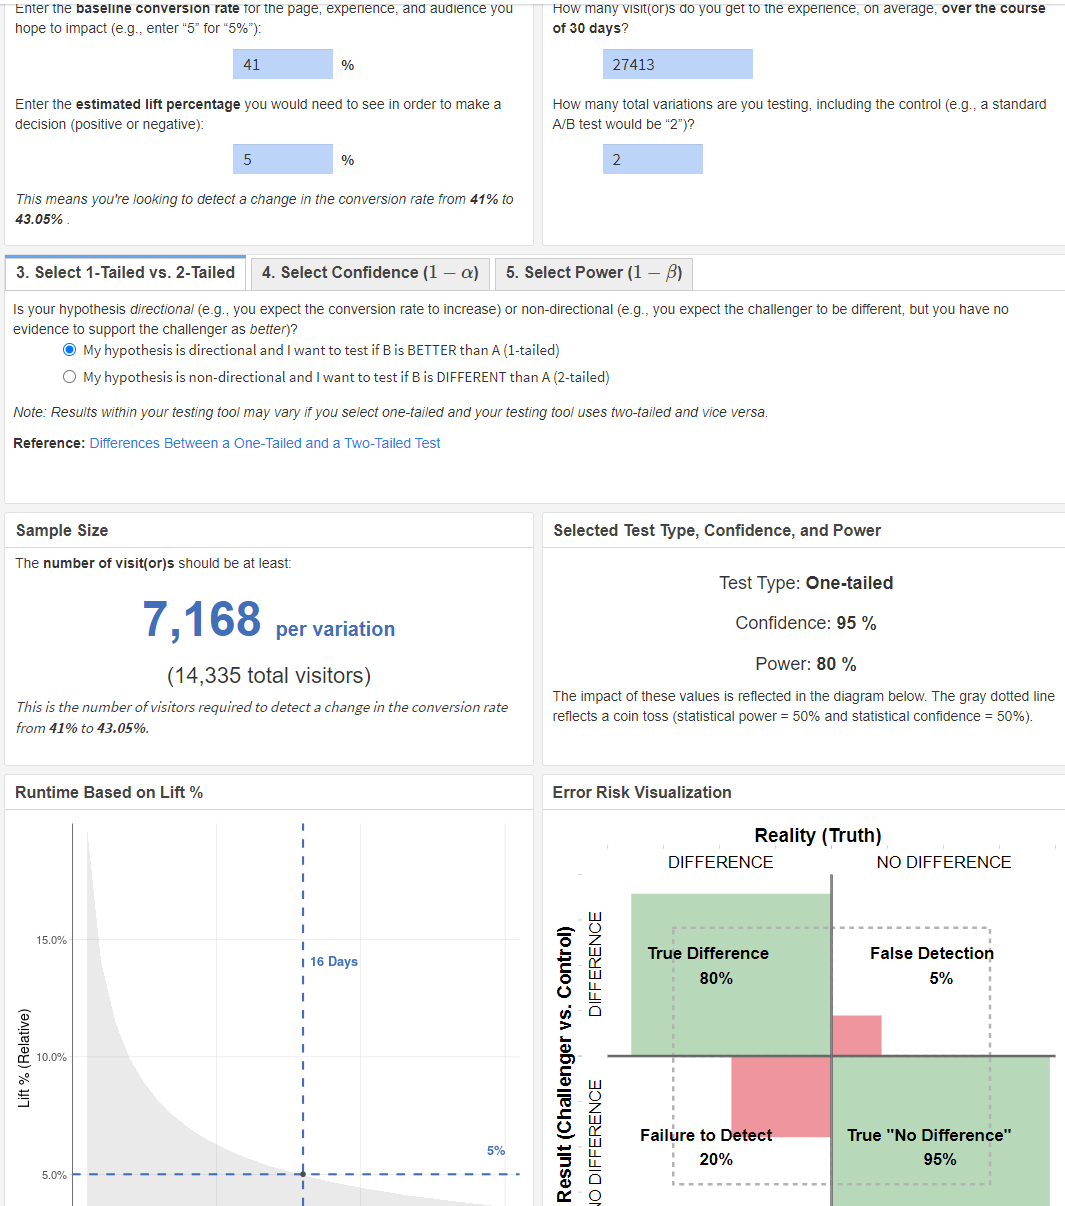 Enter the baseline conversion rate for the page, experience, and audience you
hope to impact (e.g., enter “5” for “5%”):
41 %
Enter the estimated lift percentage you would need to see in order to make a
decision (positive or negative):
5 %
This means you're looking to detect a change in the conversion rate from 41% to
43.05% .
How many visit(or)s do you get to the experience, on average, over the course
of 30 days?
27413
How many total variations are you testing, including the control (e.g., a standard
A/B test would be “2”)?
2
3. Select 1-Tailed vs. 2-Tailed
4. Select Confidence (1 − α)
5. Select Power (1 − β)
Is your hypothesis directional (e.g., you expect the conversion rate to increase) or non-directional (e.g., you expect the challenger to be different, but you have no
evidence to support the challenger as better)?
My hypothesis is directional and I want to test if B is BETTER than A (1-tailed)
My hypothesis is non-directional and I want to test if B is DIFFERENT than A (2-tailed)
Note: Results within your testing tool may vary if you select one-tailed and your testing tool uses two-tailed and vice versa.
Reference: Differences Between a One-Tailed and a Two-Tailed Test
Sample Size
The number of visit(or)s should be at least:
7,168 per variation
(14,335 total visitors)
This is the number of visitors required to detect a change in the conversion rate
from 41% to 43.05%.
Selected Test Type, Confidence, and Power
Test Type: One-tailed
Confidence: 95 %
Power: 80 %
The impact of these values is reflected in the diagram below. The gray dotted line
reflects a coin toss (statistical power = 50% and statistical confidence = 50%).
Runtime Based on Lift %
Lift % (Relative)
15.0%
16 Days
10.0%
5%
5.0%
Error Risk Visualization
Reality (Truth)
DIFFERENCE
NO DIFFERENCE
Result (Challenger vs. Control)
DIFFERENCE
NO DIFFERENCE
True Difference
80%
False Detection
5%
Failure to Detect
20%
True "No Difference"
95%